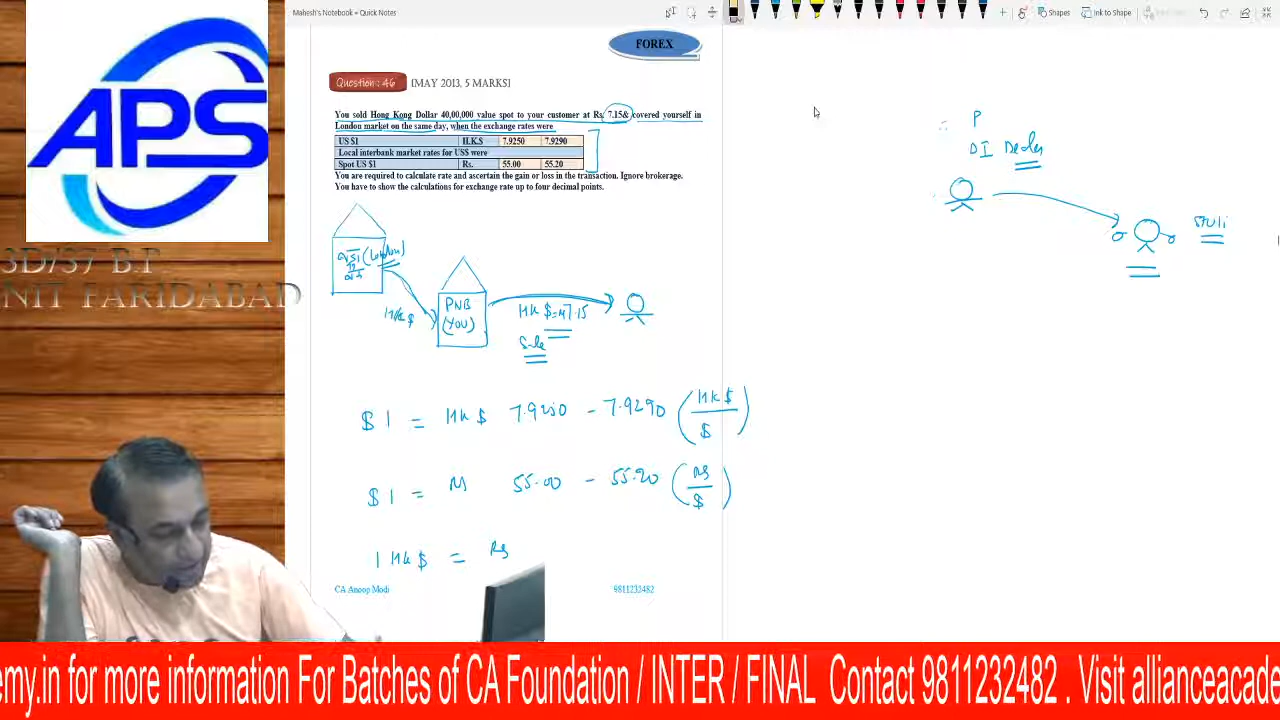 Mahesh's Notebook » Quick Notes
Shapes
Ink to Shape
APS
3D/57 B.P.
NIT FARIDABAD
FOREX
Question : 46 [MAY 2013, 5 MARKS]
You sold Hong Kong Dollar 40,00,000 value spot to your customer at Rs. 7.15& covered yourself in
London market on the same day, when the exchange rates were
US $1 H.K.$ 7.9250 7.9290
Local interbank market rates for US$ were
Spot US $1 Rs. 55.00 55.20
You are required to calculate rate and ascertain the gain or loss in the transaction. Ignore brokerage.
You have to show the calculations for exchange rate up to four decimal points.
(London)
HK $
PNB
(YOU)
HK $
7.15
Sale
P
DI Dealer
$ 1 = HK $ 7.9250 - 7.9290 (HK $ / $)
$ 1 = Rs 55.00 - 55.20 (Rs / $)
1 HK $ = Rs
CA Anoop Modi 9811232482
emy.in for more information For Batches of CA Foundation / INTER / FINAL Contact 9811232482 . Visit allianceacade